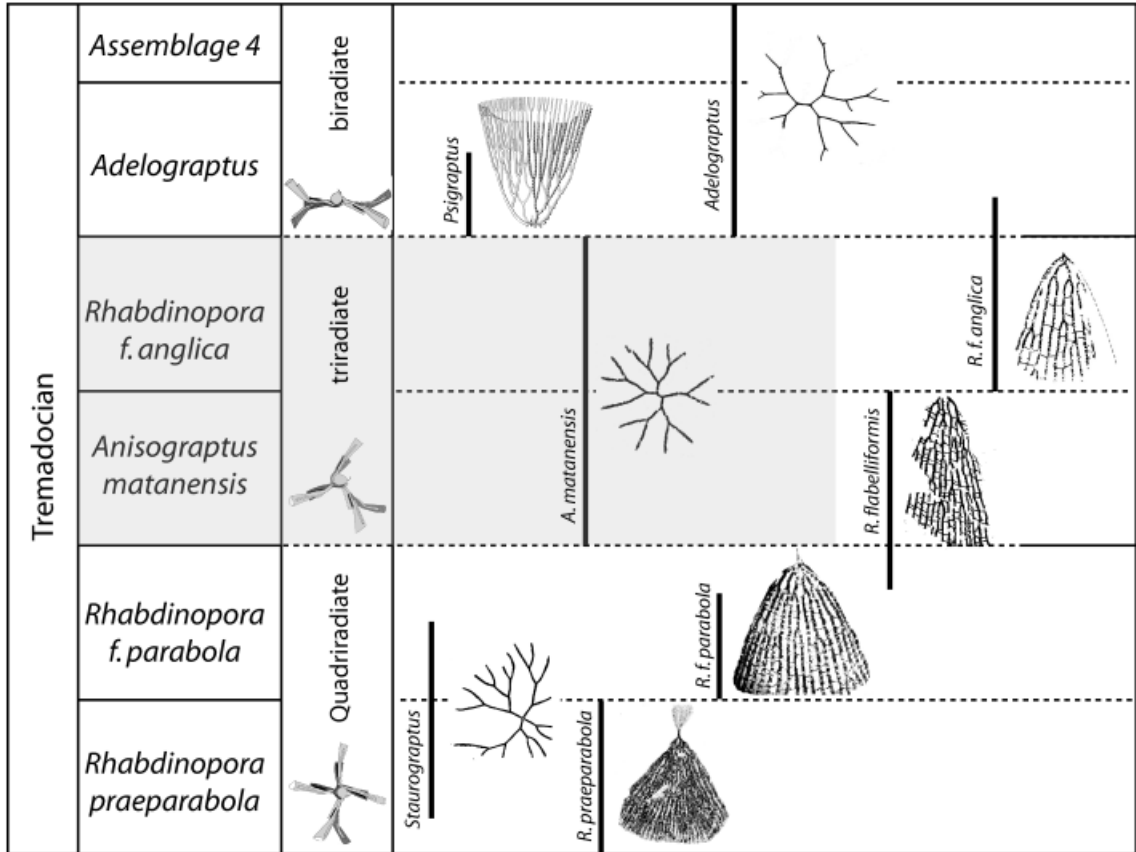 Tremadocian
Assemblage 4
Adelograptus
Rhabdinopora
f. anglica
Anisograptus
matanensis
Rhabdinopora
f. parabola
Rhabdinopora
praeparabola
biradiate
triradiate
Quadriradiate
Psigraptus
Adelograptus
R. f. anglica
A. matanensis
R. flabelliformis
R. f. parabola
Staurograptus
R. praeparabola